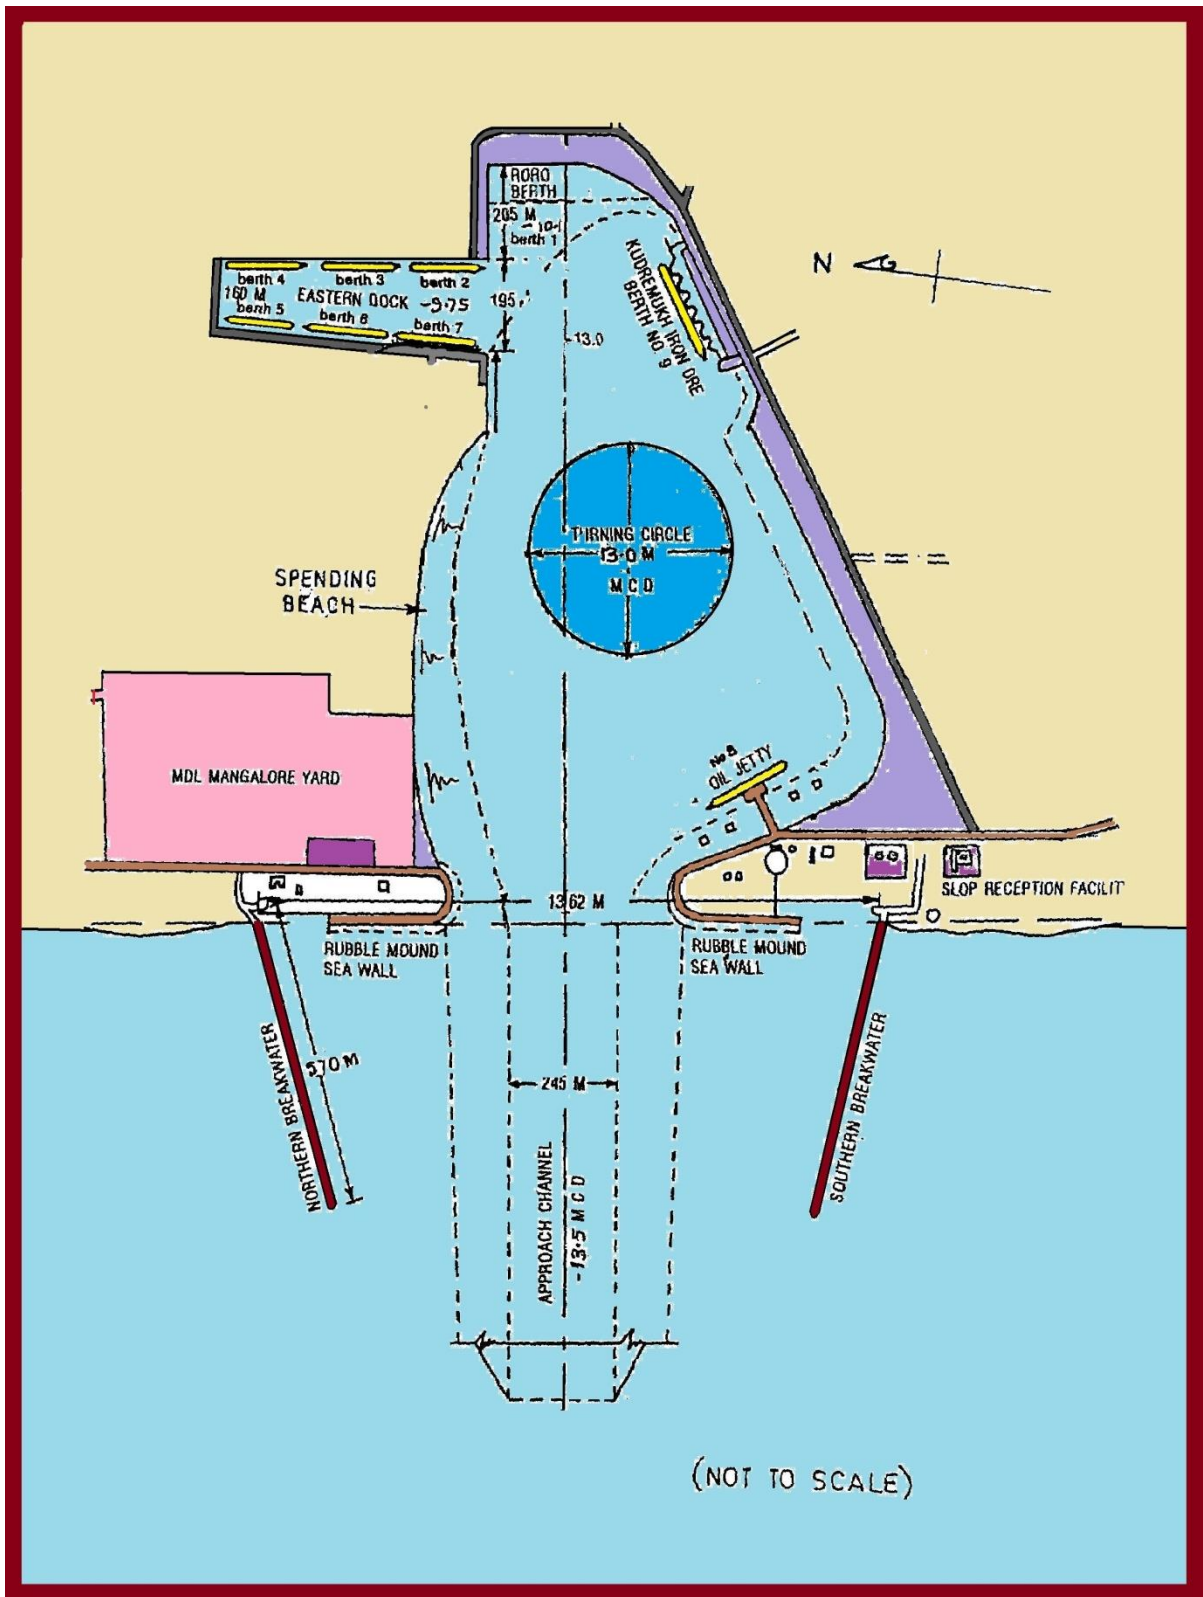 RORO
BERTH
205 M
-10.1
berth 1
berth 4
berth 3
berth 2
160 M
EASTERN DOCK -9.75
195
berth 5
berth 6
berth 7
-13.0
KUDREMUKH IRON ORE
BERTH NO. 9
N
TURNING CIRCLE
13.0 M
M C D
SPENDING
BEACH
MDL MANGALORE YARD
No 8
OIL JETTY
SLOP RECEPTION FACILIT
1362 M
RUBBLE MOUND
SEA WALL
RUBBLE MOUND
SEA WALL
NORTHERN BREAKWATER
570 M
245 M
SOUTHERN BREAKWATER
APPROACH CHANNEL
-13.5 M C D
(NOT TO SCALE)